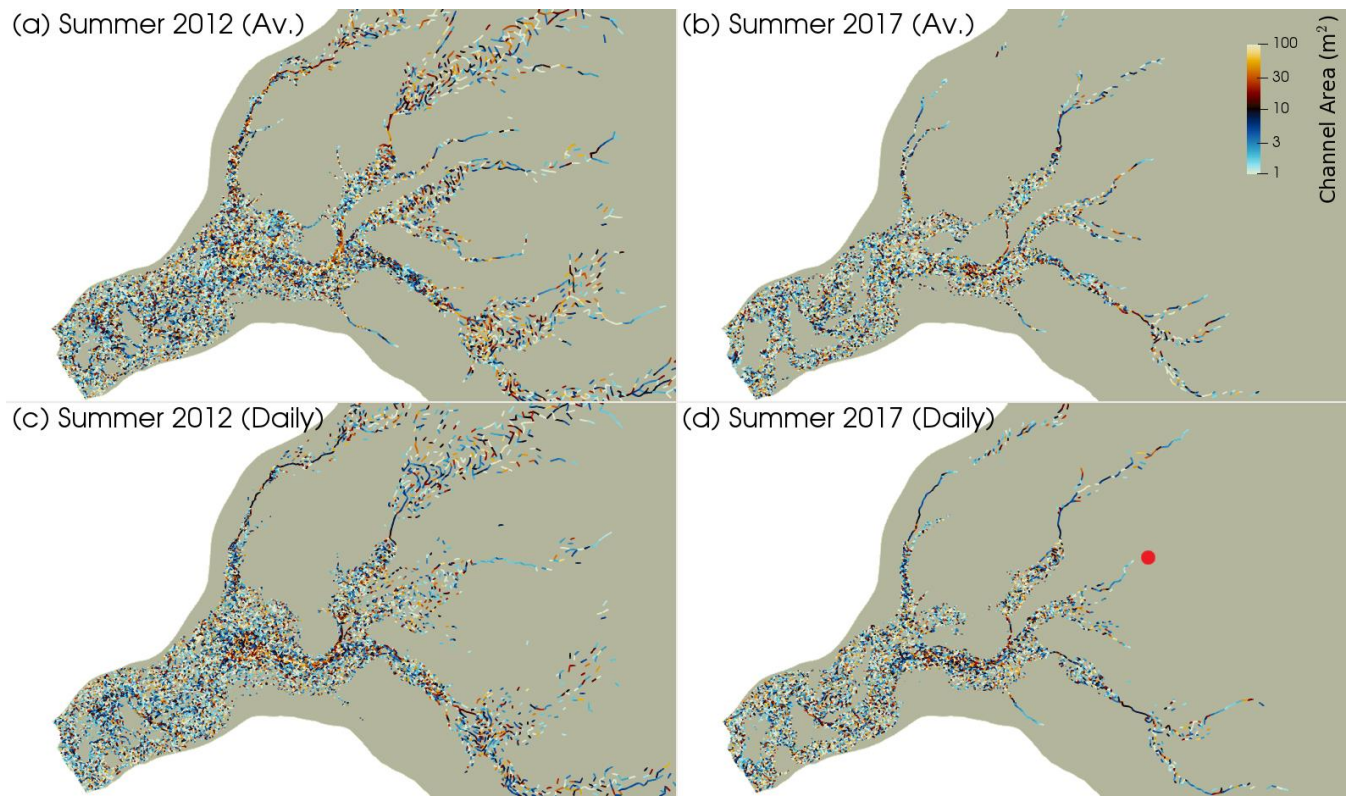 (a) Summer 2012 (Av.)
(b) Summer 2017 (Av.)
100
30
10
3
1
Channel Area (m²)
(c) Summer 2012 (Daily)
(d) Summer 2017 (Daily)